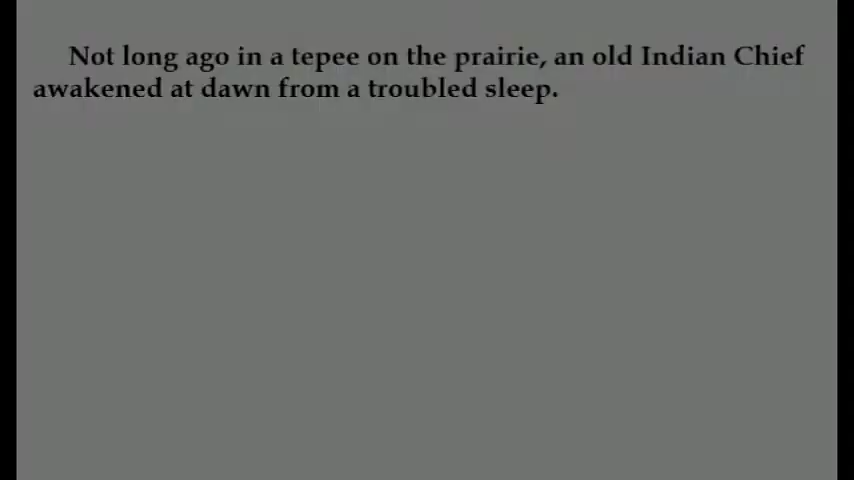 Not long ago in a tepee on the prairie, an old Indian Chief
awakened at dawn from a troubled sleep.